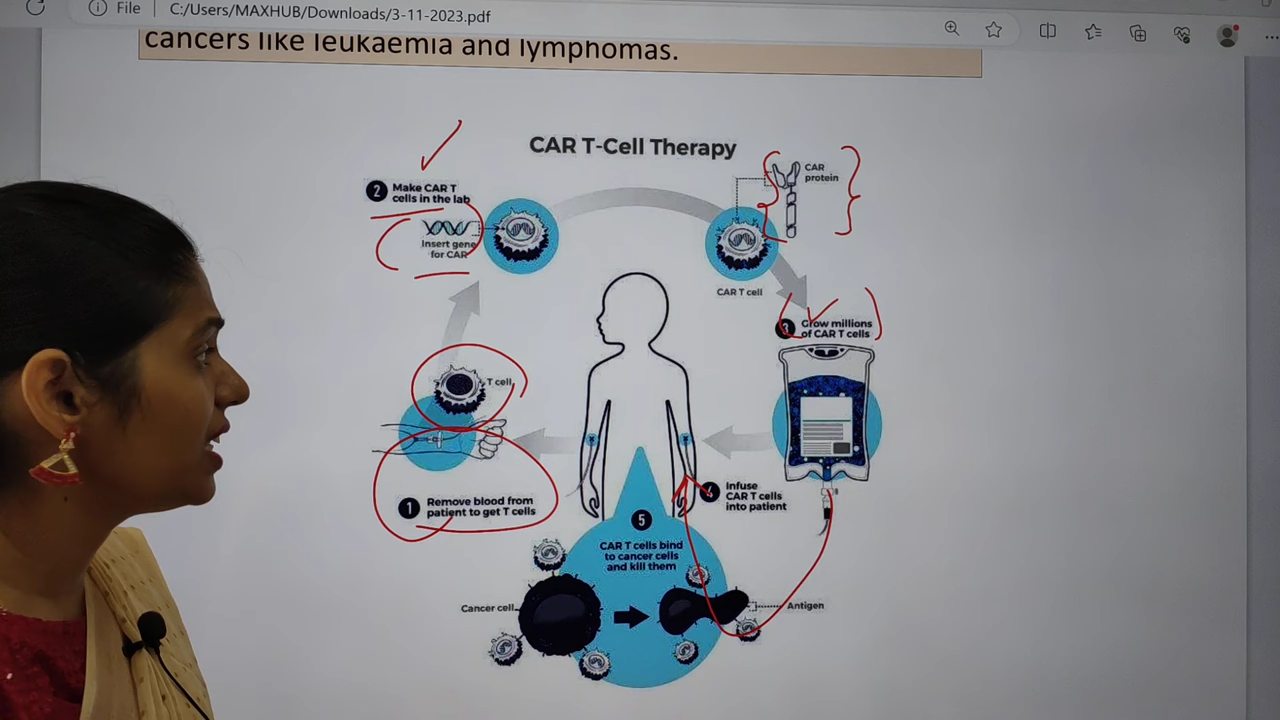 File
C:/Users/MAXHUB/Downloads/3-11-2023.pdf
cancers like leukaemia and lymphomas.
CAR T-Cell Therapy
2 Make CAR T
cells in the lab
Insert gene
for CAR
CAR
protein
CAR T cell
3 Grow millions
of CAR T cells
T cell
1 Remove blood from
patient to get T cells
4 Infuse
CAR T cells
into patient
5
CAR T cells bind
to cancer cells
and kill them
Cancer cell
Antigen